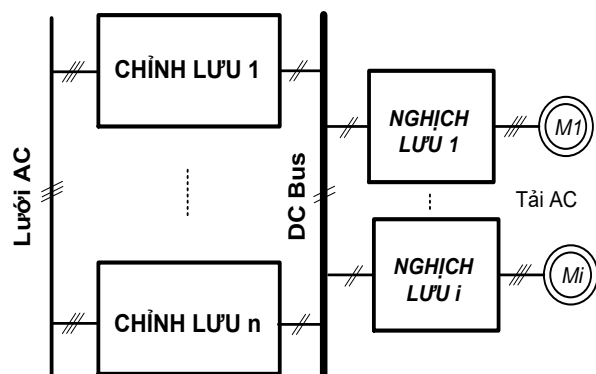 CHỈNH LƯU 1
NGHỊCH
LƯU 1
M1
Lưới AC
DC Bus
Tải AC
NGHỊCH
LƯU i
Mi
CHỈNH LƯU n